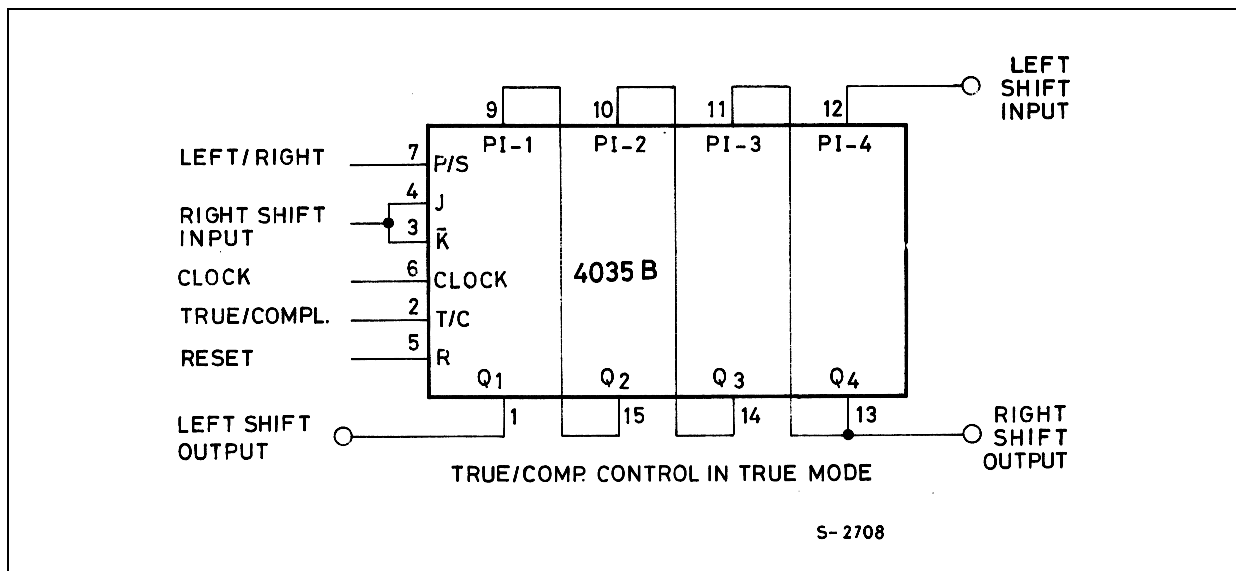 LEFT
SHIFT
INPUT
9
10
11
12
PI-1
PI-2
PI-3
PI-4
LEFT/RIGHT
7
P/S
4
J
RIGHT SHIFT
INPUT
3
K̄
CLOCK
6
CLOCK
4035 B
TRUE/COMPL.
2
T/C
RESET
5
R
Q1
Q2
Q3
Q4
LEFT SHIFT
OUTPUT
1
15
14
13
RIGHT
SHIFT
OUTPUT
TRUE/COMP. CONTROL IN TRUE MODE
S-2708